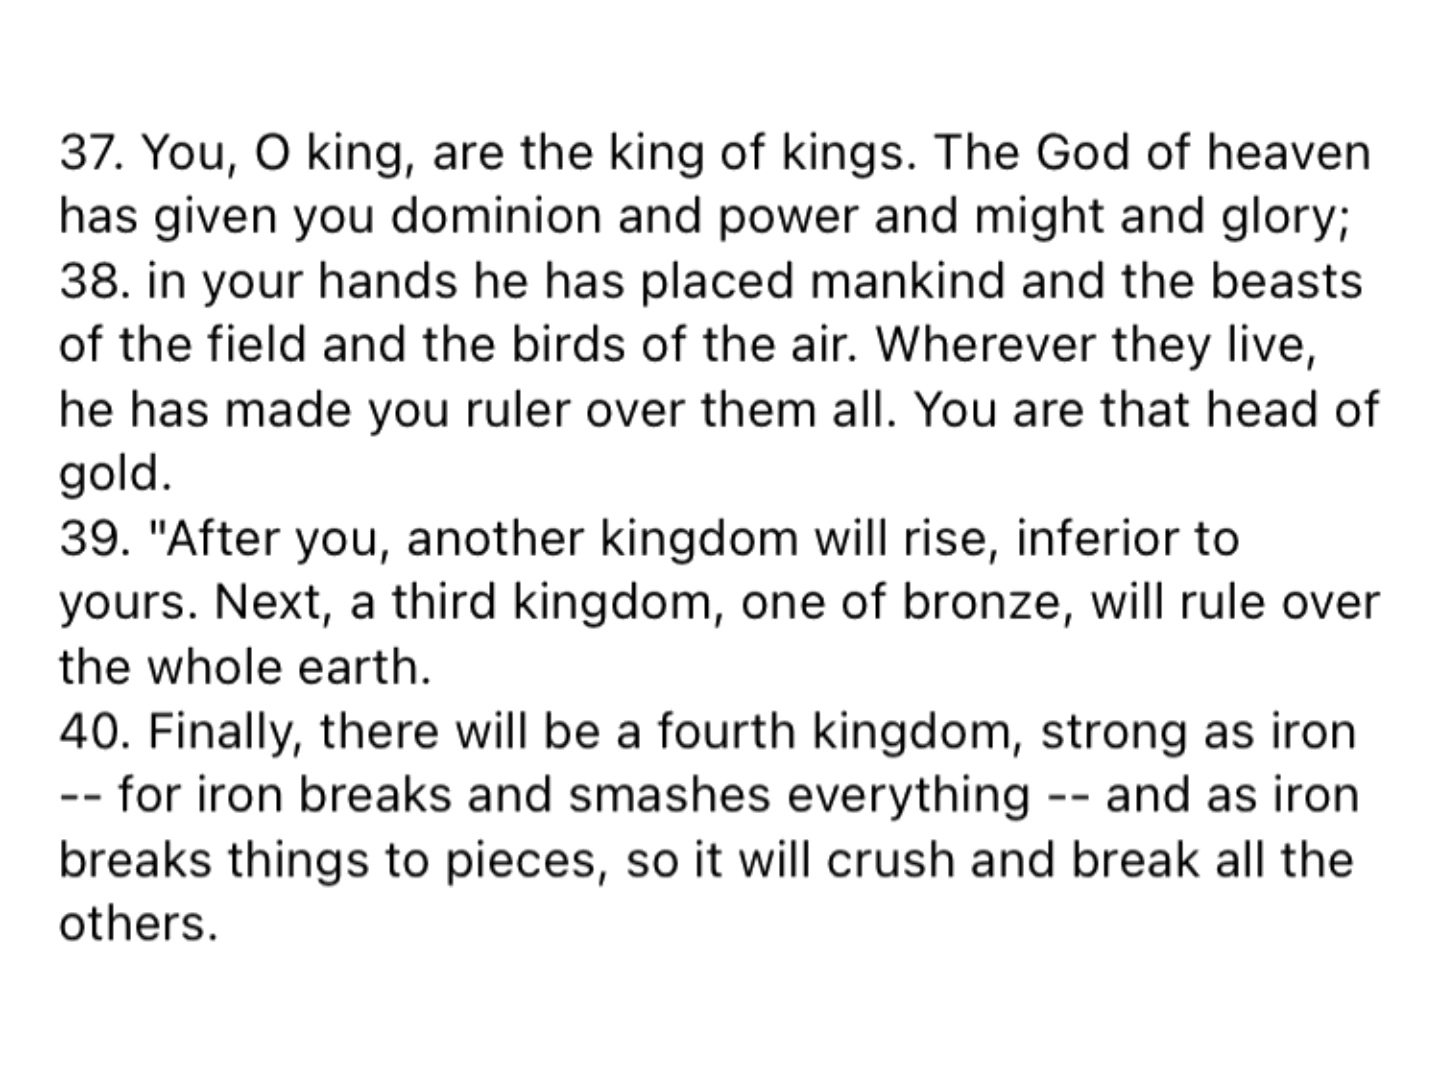 37. You, O king, are the king of kings. The God of heaven
has given you dominion and power and might and glory;
38. in your hands he has placed mankind and the beasts
of the field and the birds of the air. Wherever they live,
he has made you ruler over them all. You are that head of
gold.
39. "After you, another kingdom will rise, inferior to
yours. Next, a third kingdom, one of bronze, will rule over
the whole earth.
40. Finally, there will be a fourth kingdom, strong as iron
-- for iron breaks and smashes everything -- and as iron
breaks things to pieces, so it will crush and break all the
others.